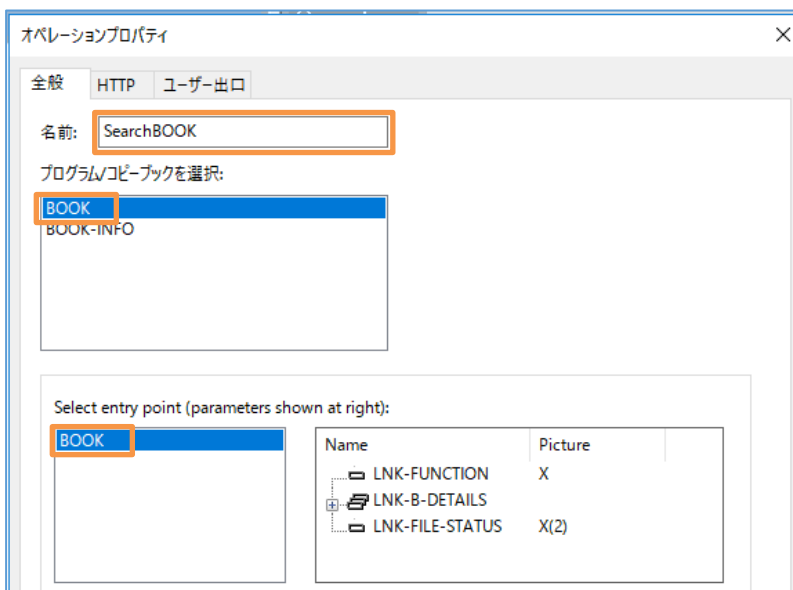 オペレーションプロパティ
全般 HTTP ユーザー出口
名前: SearchBOOK
プログラム/コピーブックを選択:
BOOK
BOOK-INFO
Select entry point (parameters shown at right):
BOOK
Name Picture
LNK-FUNCTION X
LNK-B-DETAILS
LNK-FILE-STATUS X(2)